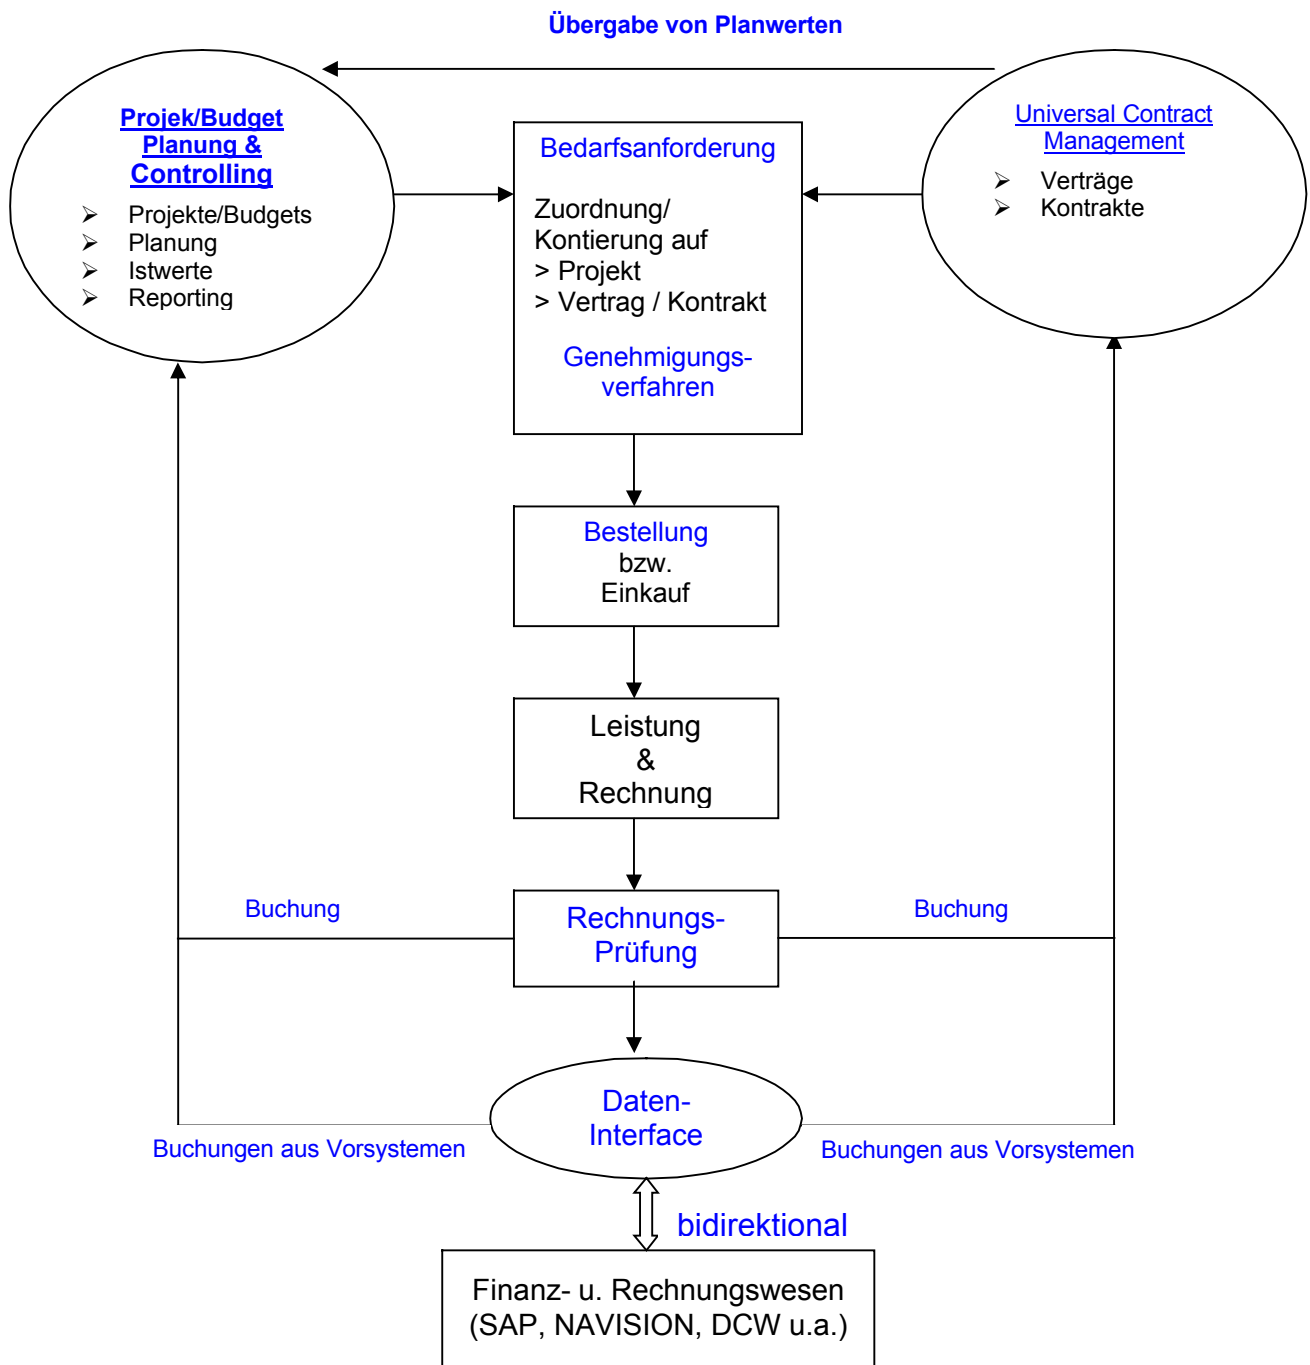 Übergabe von Planwerten
Projek/Budget
Planung &
Controlling
➢ Projekte/Budgets
➢ Planung
➢ Istwerte
➢ Reporting
Bedarfsanforderung
Zuordnung/
Kontierung auf
> Projekt
> Vertrag / Kontrakt
Genehmigungs-
verfahren
Universal Contract
Management
➢ Verträge
➢ Kontrakte
Bestellung
bzw.
Einkauf
Leistung
&
Rechnung
Buchung
Rechnungs-
Prüfung
Buchung
Daten-
Interface
Buchungen aus Vorsystemen
Buchungen aus Vorsystemen
bidirektional
Finanz- u. Rechnungswesen
(SAP, NAVISION, DCW u.a.)